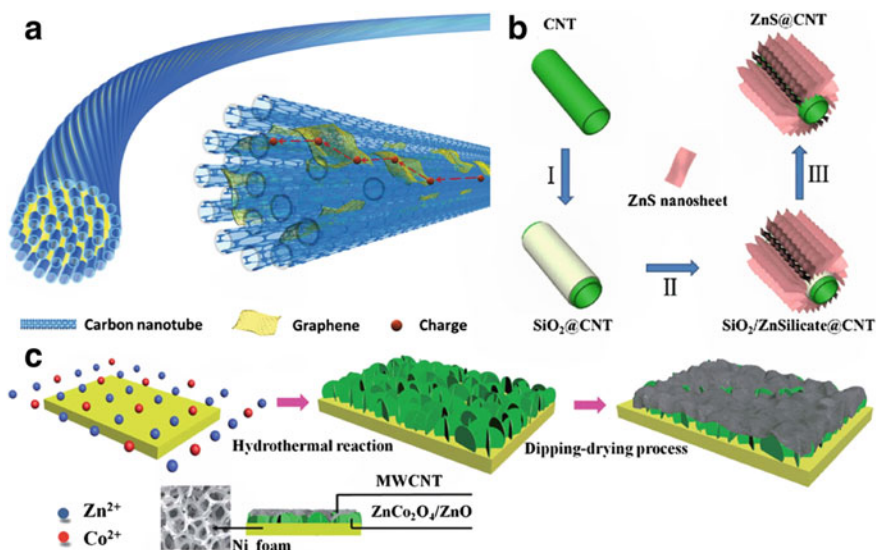 a
Carbon nanotube
Graphene
Charge
b
CNT
ZnS@CNT
I
III
ZnS nanosheet
II
SiO₂@CNT
SiO₂/ZnSilicate@CNT
c
Hydrothermal reaction
Dipping-drying process
MWCNT
Zn²⁺
ZnCo₂O₄/ZnO
Co²⁺
Ni foam